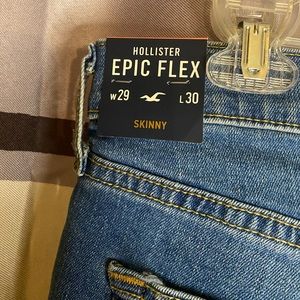 HOLLISTER
EPIC FLEX
W29 L30
SKINNY